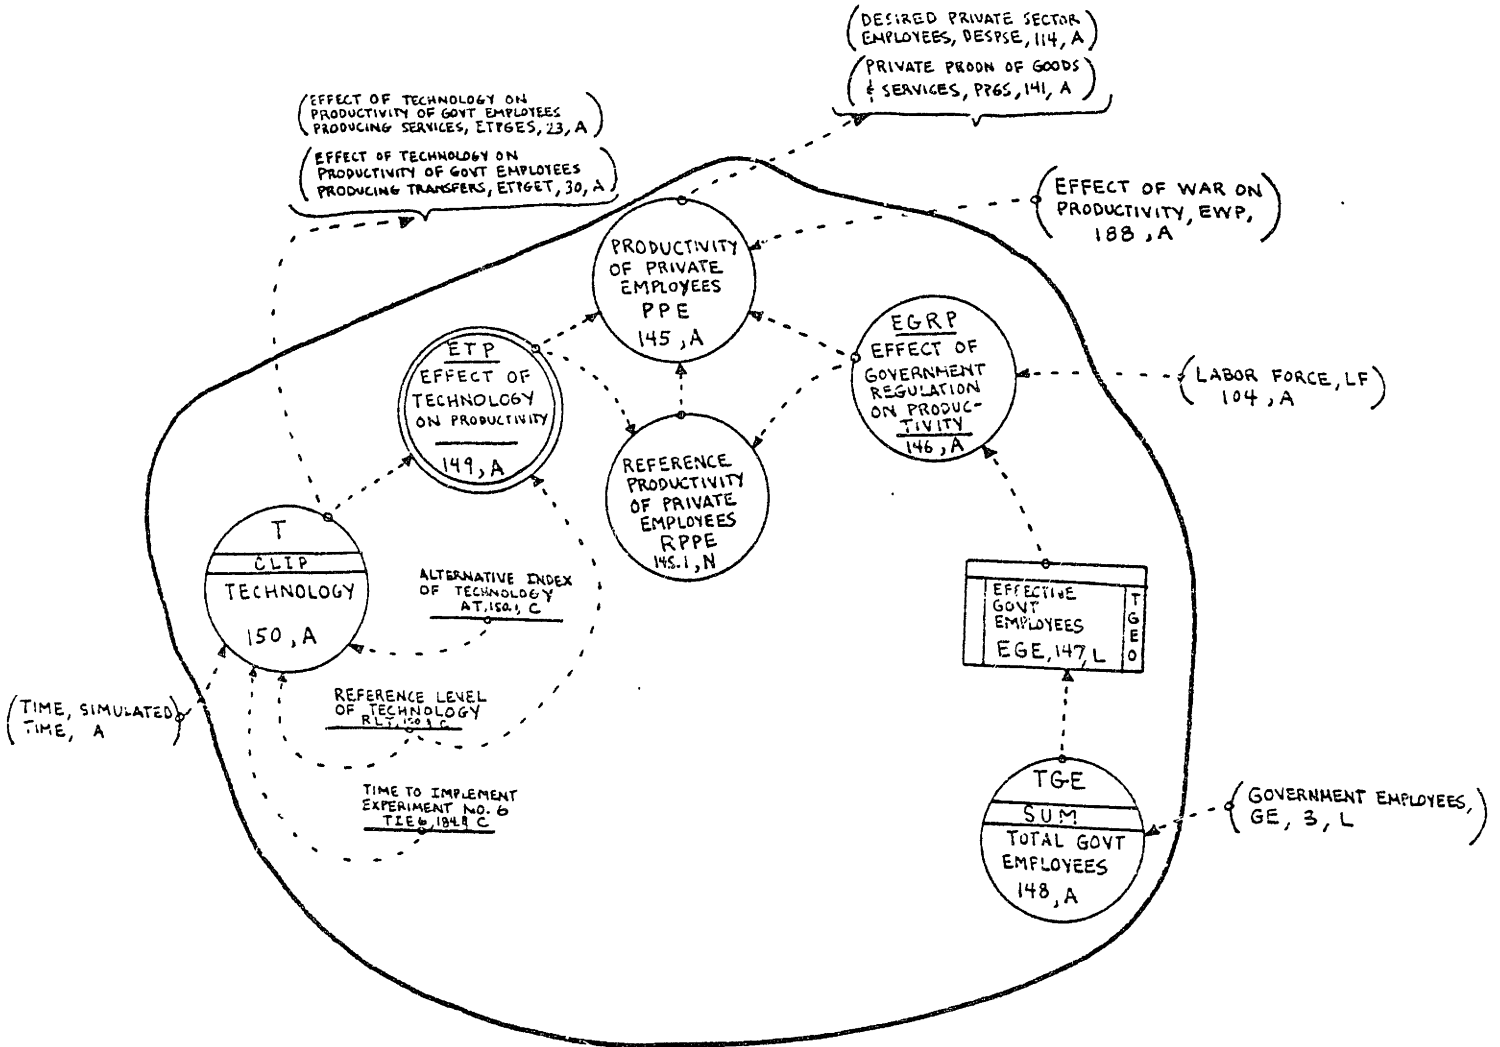 (DESIRED PRIVATE SECTOR
EMPLOYEES, DESPSE, 114, A)
(PRIVATE PRODN OF GOODS
& SERVICES, PPGS, 141, A)
(EFFECT OF TECHNOLOGY ON
PRODUCTIVITY OF GOVT EMPLOYEES
PRODUCING SERVICES, ETPGES, 23, A)
(EFFECT OF TECHNOLOGY ON
PRODUCTIVITY OF GOVT EMPLOYEES
PRODUCING TRANSFERS, ETPGET, 30, A)
(EFFECT OF WAR ON
PRODUCTIVITY, EWP,
188, A)
PRODUCTIVITY
OF PRIVATE
EMPLOYEES
PPE
145, A
ETP
EFFECT OF
TECHNOLOGY
ON PRODUCTIVITY
149, A
EGRP
EFFECT OF
GOVERNMENT
REGULATION
ON PRODUC-
TIVITY
146, A
(LABOR FORCE, LF)
104, A
REFERENCE
PRODUCTIVITY
OF PRIVATE
EMPLOYEES
RPPE
145.1, N
T
CLIP
TECHNOLOGY
150, A
ALTERNATIVE INDEX
OF TECHNOLOGY
AT, 150.1, C
EFFECTIVE
GOVT
EMPLOYEES
EGE, 147, L
TGEO
REFERENCE LEVEL
OF TECHNOLOGY
RLT, C
(TIME, SIMULATED)
TIME, A
TIME TO IMPLEMENT
EXPERIMENT NO. 6
TIE6, C
TGE
SUM
TOTAL GOVT
EMPLOYEES
148, A
(GOVERNMENT EMPLOYEES,
GE, 3, L)